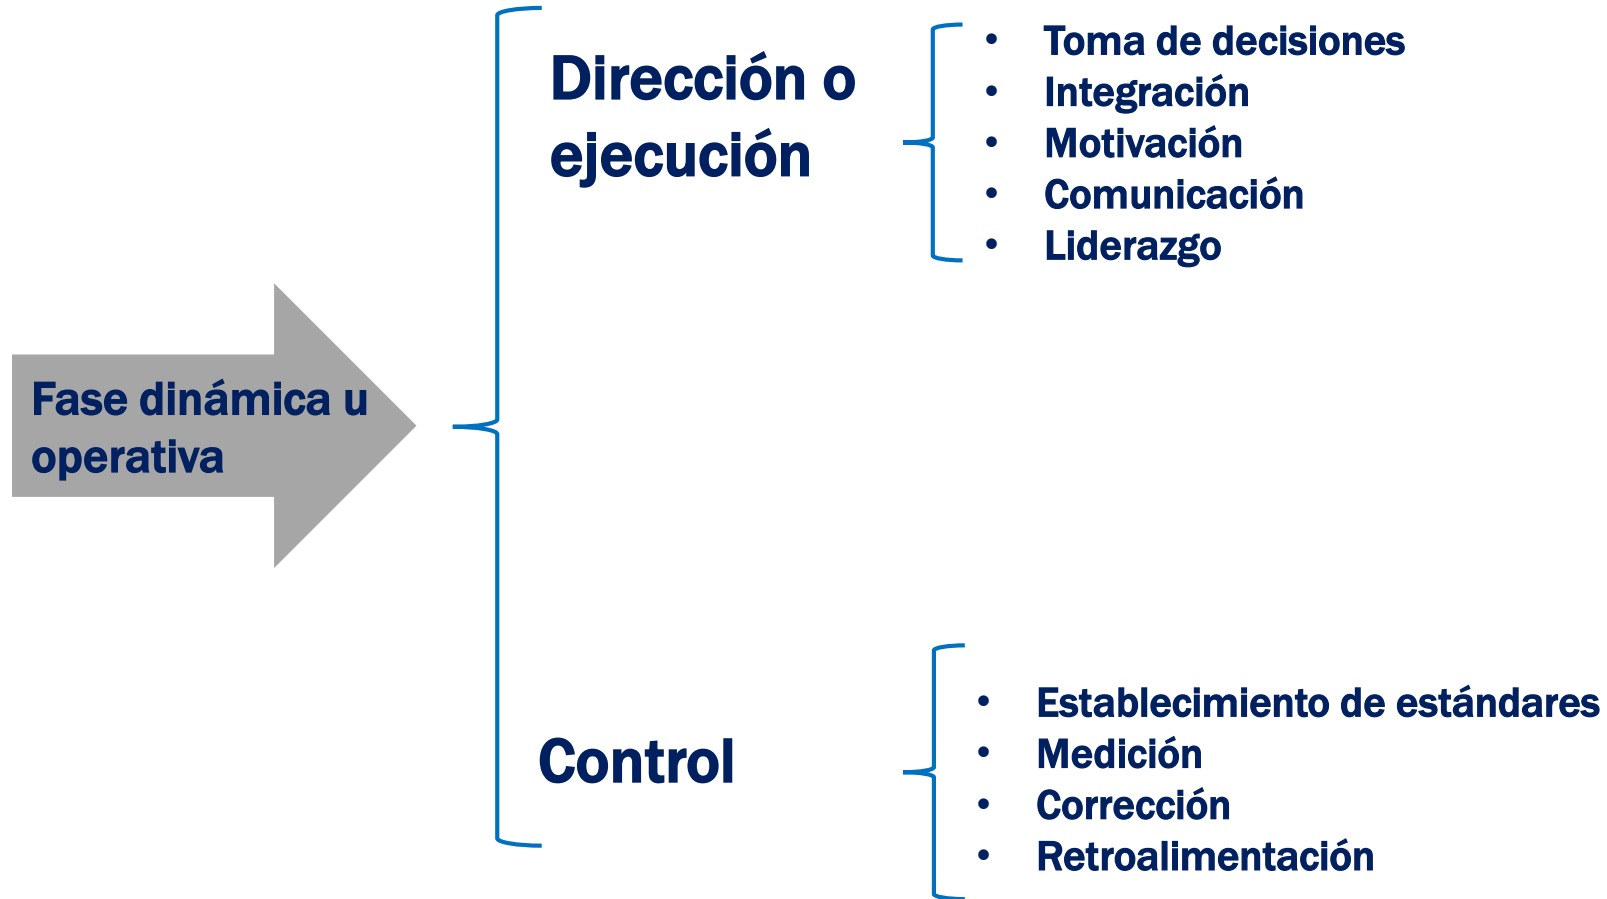 Dirección o
ejecución
• Toma de decisiones
• Integración
• Motivación
• Comunicación
• Liderazgo
Fase dinámica u
operativa
Control
• Establecimiento de estándares
• Medición
• Corrección
• Retroalimentación